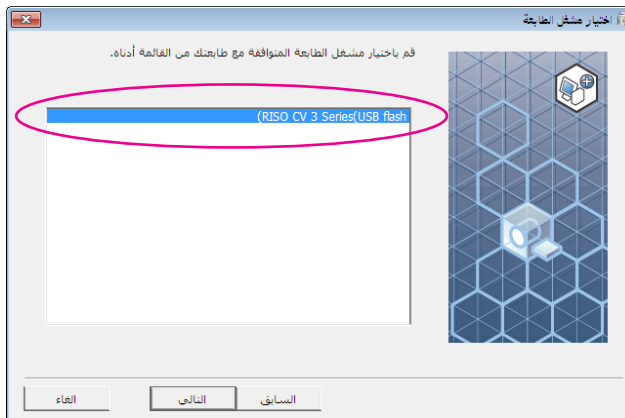 اختيار مشغل الطابعة
قم باختيار مشغل الطابعة المتوافقة مع طابعتك من القائمة أدناه.
(RISO CV 3 Series(USB flash
السابق
التالي
الغاء